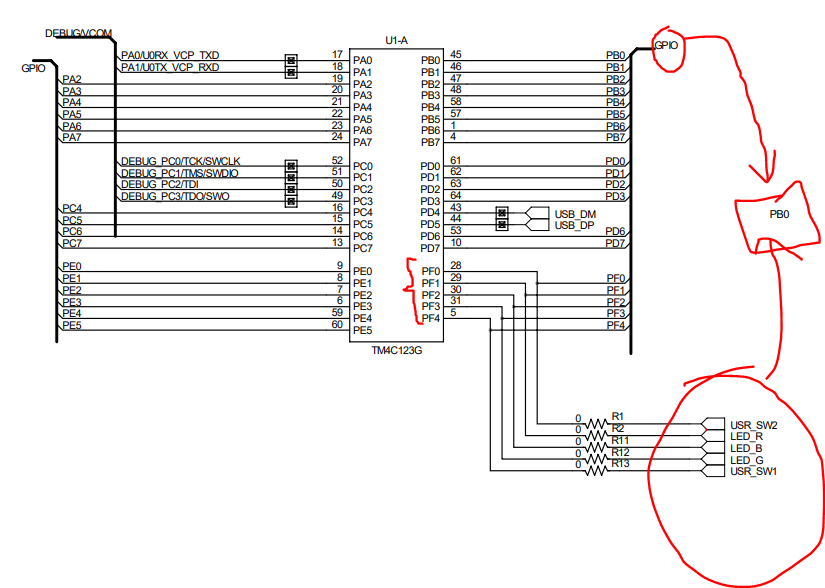 DEBUG/VCOM
U1-A
GPIO
PA0/U0RX_VCP_TXD 17 PA0 PB0 45 PB0
GPIO
PA1/U0TX_VCP_RXD 18 PA1 PB1 46 PB1
PA2 19 PA2 PB2 47 PB2
PA3 20 PA3 PB3 48 PB3
PA4 21 PA4 PB4 58 PB4
PA5 22 PA5 PB5 57 PB5
PA6 23 PA6 PB6 1 PB6
PA7 24 PA7 PB7 4 PB7
DEBUG_PC0/TCK/SWCLK 52 PC0 PD0 61 PD0
DEBUG_PC1/TMS/SWDIO 51 PC1 PD1 62 PD1
DEBUG_PC2/TDI 50 PC2 PD2 63 PD2
DEBUG_PC3/TDO/SWO 49 PC3 PD3 64 PD3
PC4 16 PC4 PD4 43 USB_DM
PB0
PC5 15 PC5 PD5 44 USB_DP
PC6 14 PC6 PD6 53 PD6
PC7 13 PC7 PD7 10 PD7
PE0 9 PE0 PF0 28 PF0
PE1 8 PE1 PF1 29 PF1
PE2 7 PE2 PF2 30 PF2
PE3 6 PE3 PF3 31 PF3
PE4 59 PE4 PF4 5 PF4
PE5 60 PE5
TM4C123G
0 R1 USR_SW2
0 R2 LED_R
0 R11 LED_B
0 R12 LED_G
0 R13 USR_SW1